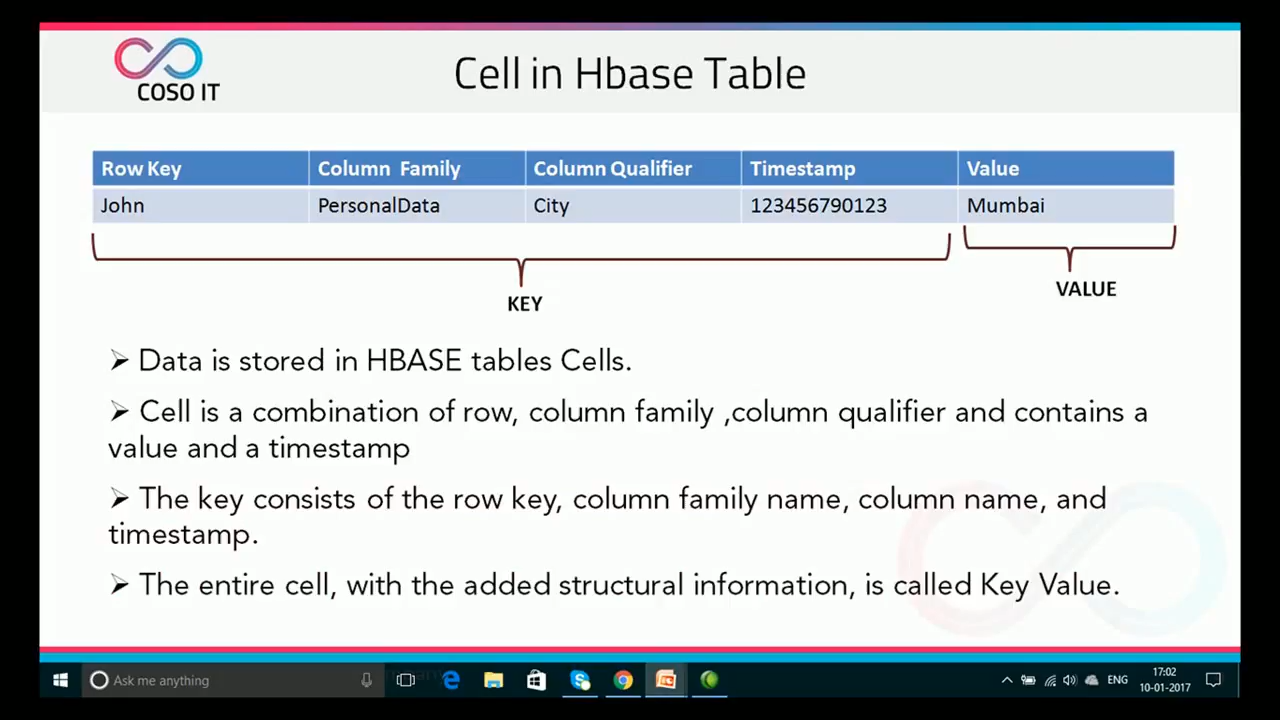 COSO IT
Cell in Hbase Table
Row Key Column Family Column Qualifier Timestamp Value
John PersonalData City 123456790123 Mumbai
KEY
VALUE
➢ Data is stored in HBASE tables Cells.
➢ Cell is a combination of row, column family ,column qualifier and contains a
value and a timestamp
➢ The key consists of the row key, column family name, column name, and
timestamp.
➢ The entire cell, with the added structural information, is called Key Value.
Ask me anything
ENG
17:02
10-01-2017